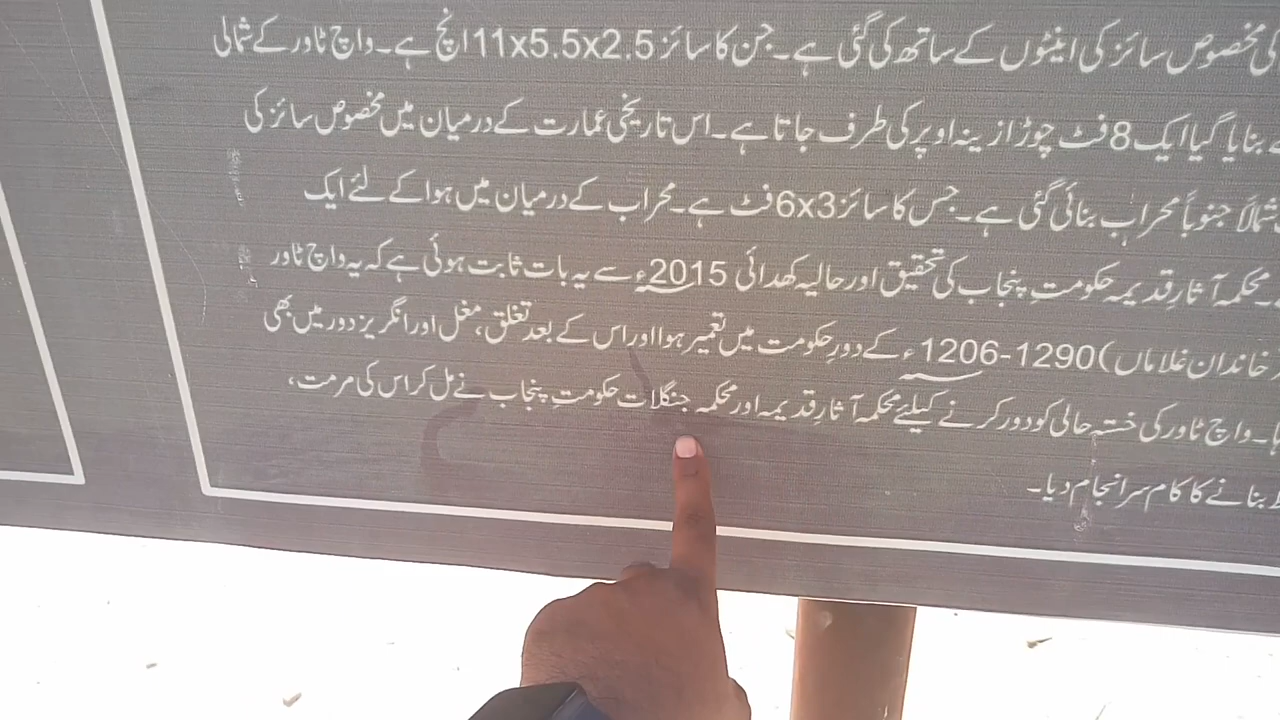 کی مخصوص سائز کی اینٹوں کے ساتھ کی گئی ہے۔ جن کا سائز 11x5.5x2.5 انچ ہے۔ واچ ٹاور کے شمالی
سے بنایا گیا ایک 8 فٹ چوڑا زینہ اوپر کی طرف جاتا ہے۔ اس تاریخی عمارت کے درمیان میں مخصوص سائز کی
شمالاً جنوباً محراب بنائی گئی ہے۔ جس کا سائز 6x3 فٹ ہے۔ محراب کے درمیان میں ہوا کے لئے ایک
محکمہ آثارِ قدیمہ حکومتِ پنجاب کی تحقیق اور حالیہ کھدائی 2015ء سے یہ بات ثابت ہوئی ہے کہ یہ واچ ٹاور
خاندان غلاماں) 1206-1290ء کے دورِ حکومت میں تعمیر ہوا اور اس کے بعد تغلق، مغل اور انگریز دور میں بھی
۔ واچ ٹاور کی خستہ حالی کو دور کرنے کیلئے محکمہ آثارِ قدیمہ اور محکمہ جنگلات حکومتِ پنجاب نے مل کر اس کی مرمت،
بنانے کا کام سرانجام دیا۔